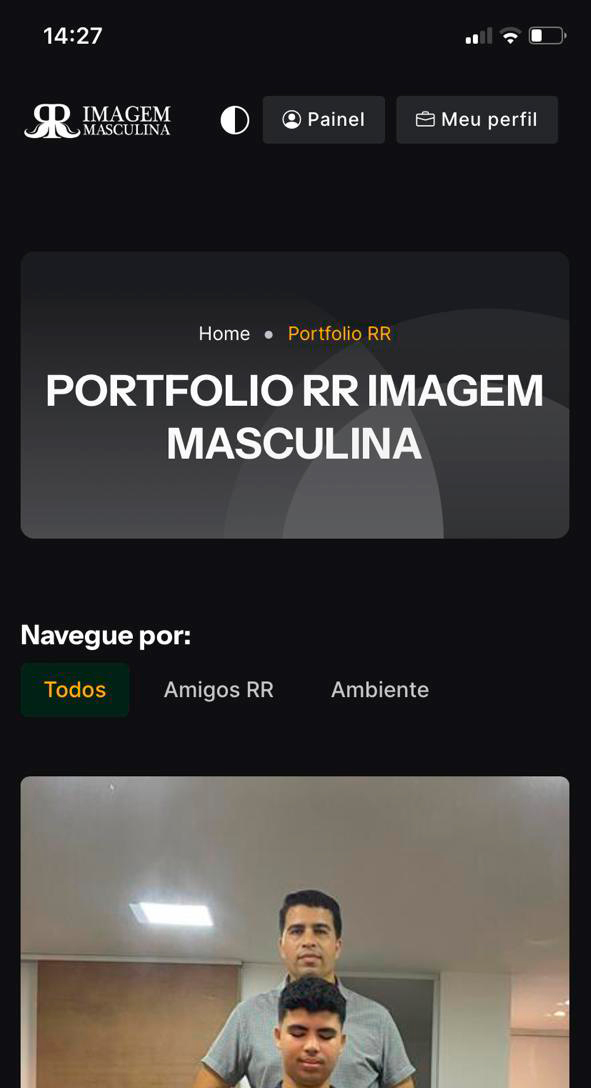 14:27
RR IMAGEM
MASCULINA
Painel
Meu perfil
Home
Portfolio RR
PORTFOLIO RR IMAGEM
MASCULINA
Navegue por:
Todos
Amigos RR
Ambiente